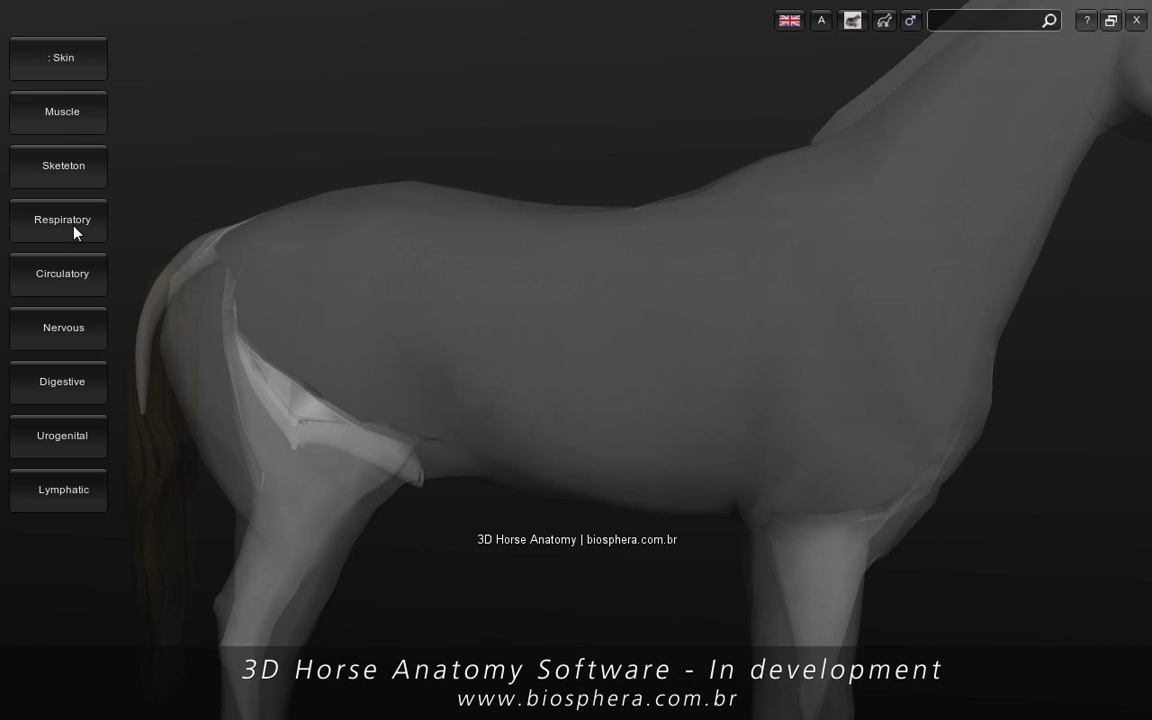 A
?
X
: Skin
Muscle
Sketeton
Respiratory
Circulatory
Nervous
Digestive
Urogenital
Lymphatic
3D Horse Anatomy | biosphera.com.br
3D Horse Anatomy Software - In development
www.biosphera.com.br